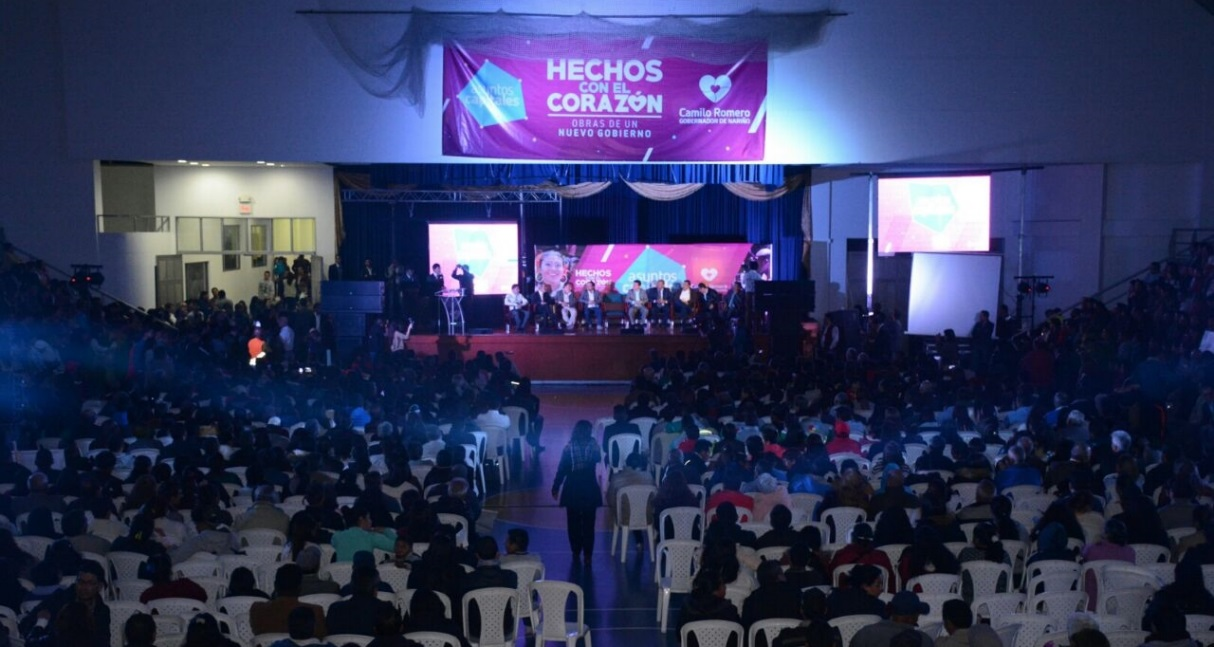 asuntos
capitales
HECHOS
CON EL
CORAZÓN
OBRAS DE UN
NUEVO GOBIERNO
Camilo Romero
GOBERNADOR DE NARIÑO
HECHOS
asuntos